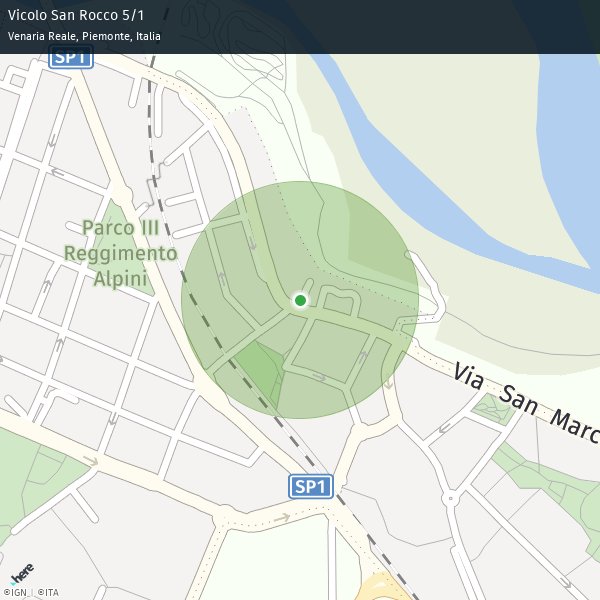 Vicolo San Rocco 5/1
Venaria Reale, Piemonte, Italia
SP1
Parco III
Reggimento
Alpini
Via San Marc
SP1
here
©IGN | ©ITA